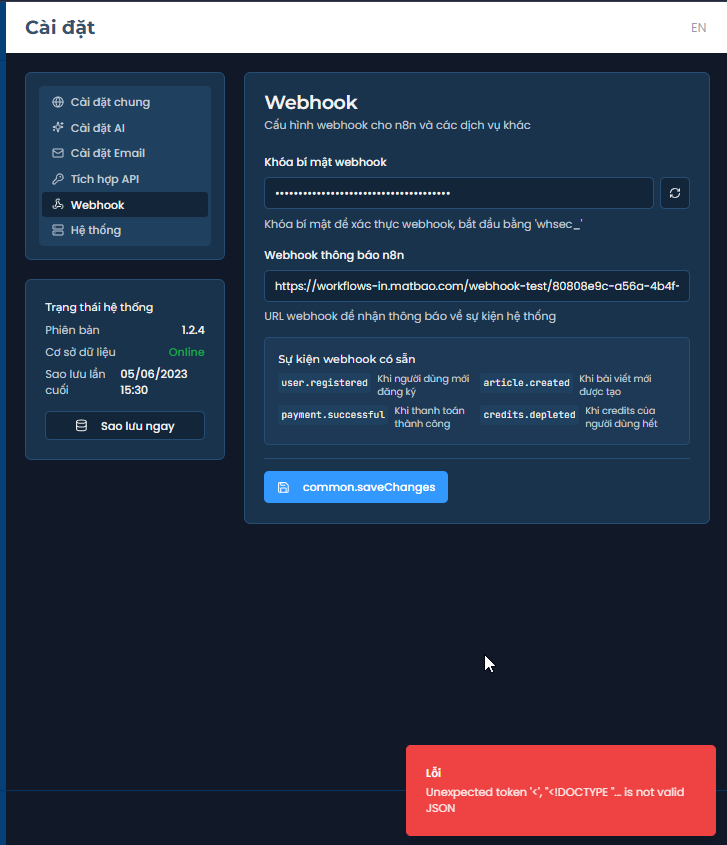 Cài đặt
EN
Cài đặt chung
Cài đặt AI
Cài đặt Email
Tích hợp API
Webhook
Hệ thống
Trạng thái hệ thống
Phiên bản 1.2.4
Cơ sở dữ liệu Online
Sao lưu lần cuối 05/06/2023 15:30
Sao lưu ngay
Webhook
Cấu hình webhook cho n8n và các dịch vụ khác
Khóa bí mật webhook
Khóa bí mật để xác thực webhook, bắt đầu bằng 'whsec_'
Webhook thông báo n8n
https://workflows-in.matbao.com/webhook-test/80808e9c-a56a-4b4f-
URL webhook để nhận thông báo về sự kiện hệ thống
Sự kiện webhook có sẵn
user.registered Khi người dùng mới đăng ký
article.created Khi bài viết mới được tạo
payment.successful Khi thanh toán thành công
credits.depleted Khi credits của người dùng hết
common.saveChanges
Lỗi
Unexpected token '<', "<!DOCTYPE "... is not valid
JSON